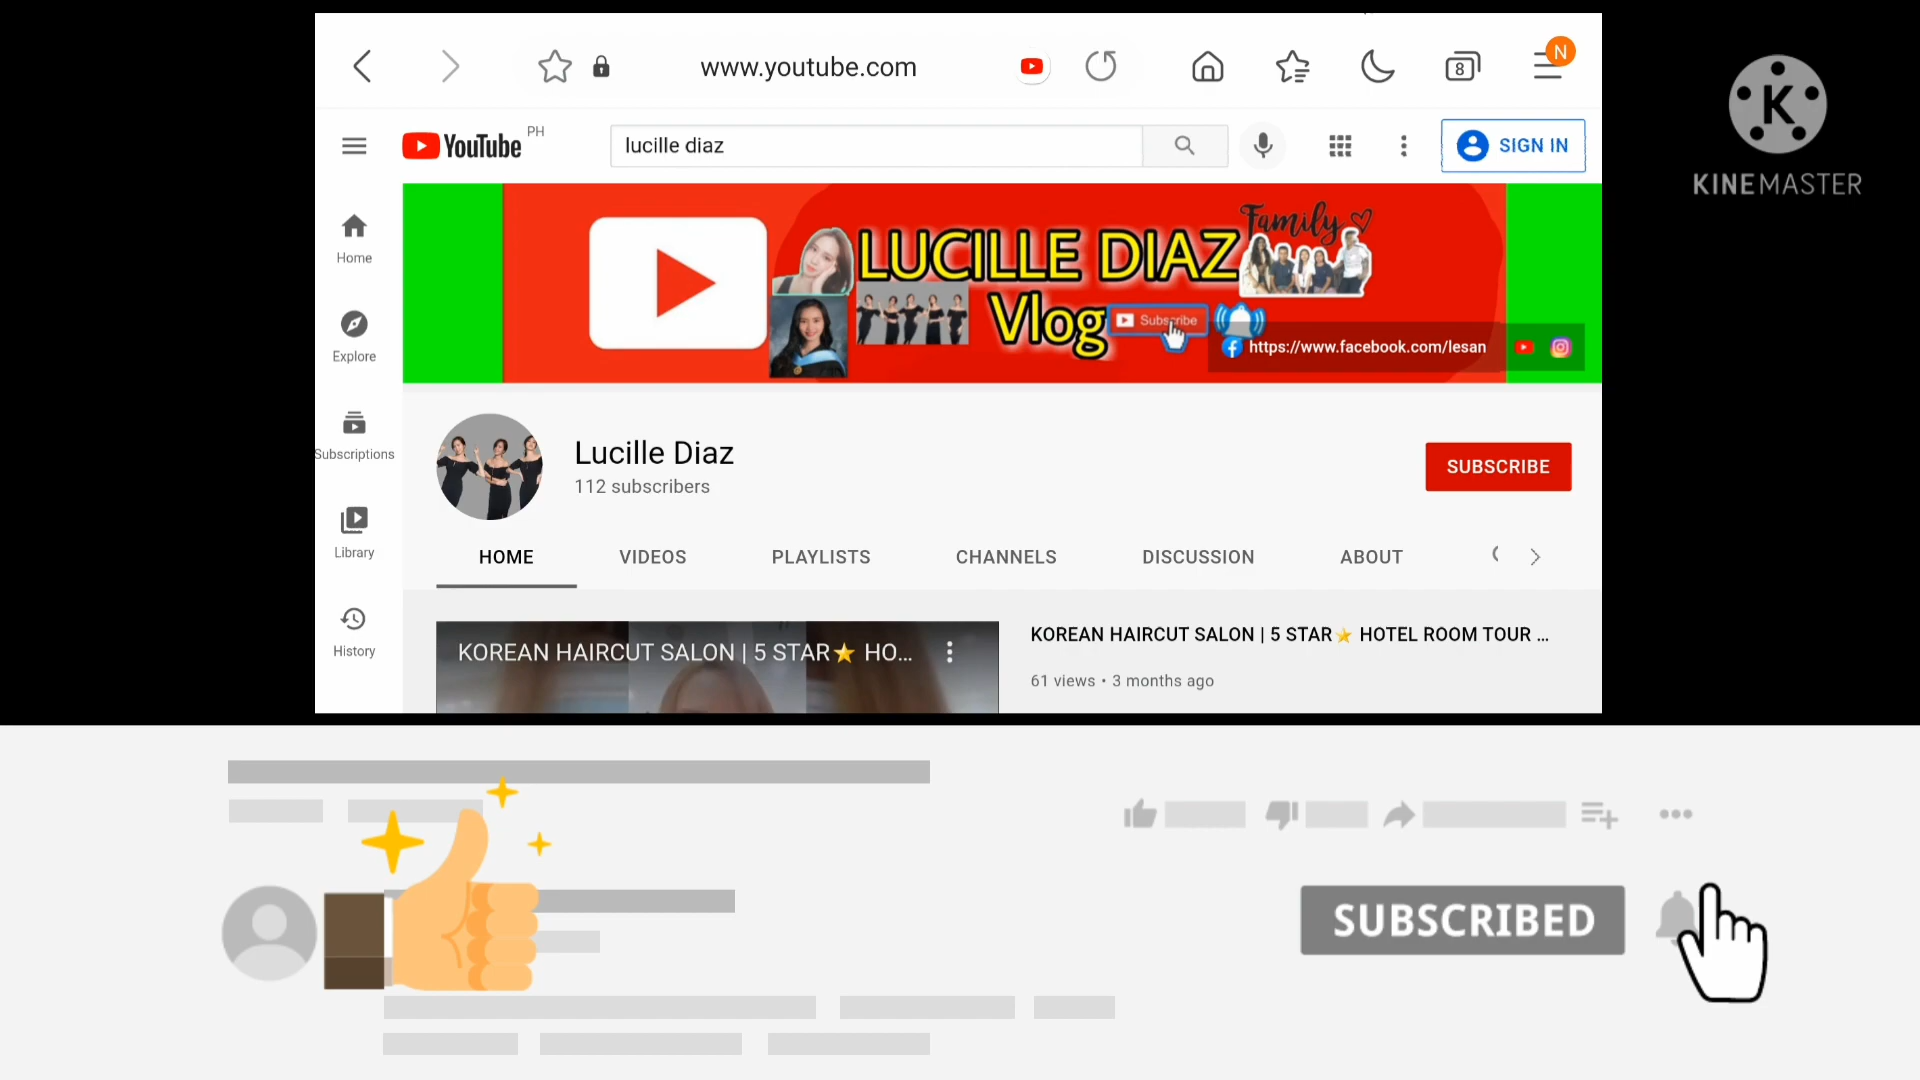 www.youtube.com
8
N
KINEMASTER
YouTube PH
lucille diaz
SIGN IN
Home
Explore
Subscriptions
Library
History
LUCILLE DIAZ
Vlog
Family
Subscribe
https://www.facebook.com/lesan
Lucille Diaz
112 subscribers
SUBSCRIBE
HOME VIDEOS PLAYLISTS CHANNELS DISCUSSION ABOUT
KOREAN HAIRCUT SALON | 5 STAR⭐ HO...
KOREAN HAIRCUT SALON | 5 STAR⭐ HOTEL ROOM TOUR ...
61 views • 3 months ago
SUBSCRIBED